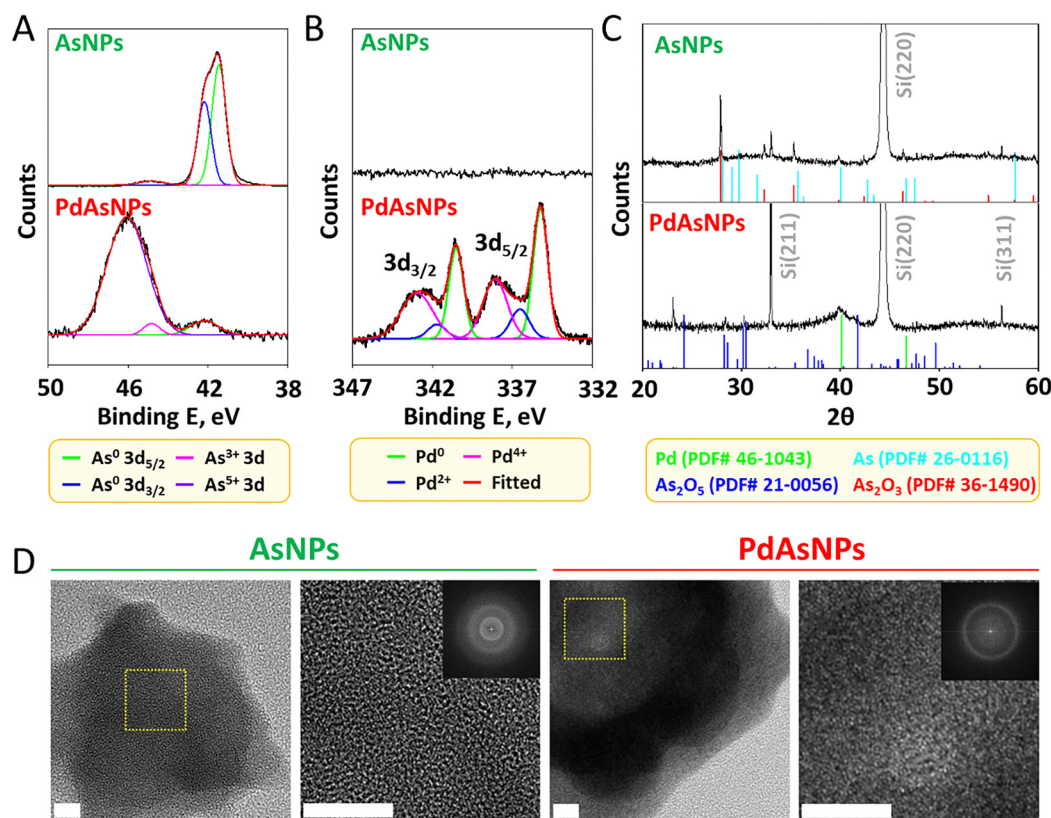 A
AsNPs
PdAsNPs
Counts
50 46 42 38
Binding E, eV
As⁰ 3d₅/₂ As³⁺ 3d
As⁰ 3d₃/₂ As⁵⁺ 3d
B
AsNPs
PdAsNPs
3d₃/₂
3d₅/₂
Counts
347 342 337 332
Binding E, eV
Pd⁰ Pd⁴⁺
Pd²⁺ Fitted
C
AsNPs
Si(220)
PdAsNPs
Si(211)
Si(220)
Si(311)
Counts
20 30 40 50 60
2θ
Pd (PDF# 46-1043) As (PDF# 26-0116)
As₂O₅ (PDF# 21-0056) As₂O₃ (PDF# 36-1490)
D
AsNPs
PdAsNPs